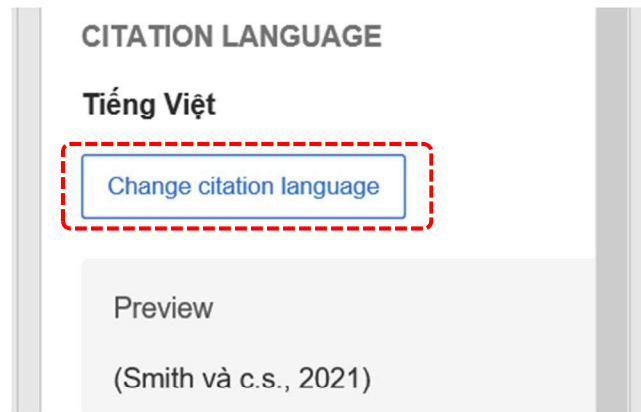 CITATION LANGUAGE
Tiếng Việt
Change citation language
Preview
(Smith và c.s., 2021)